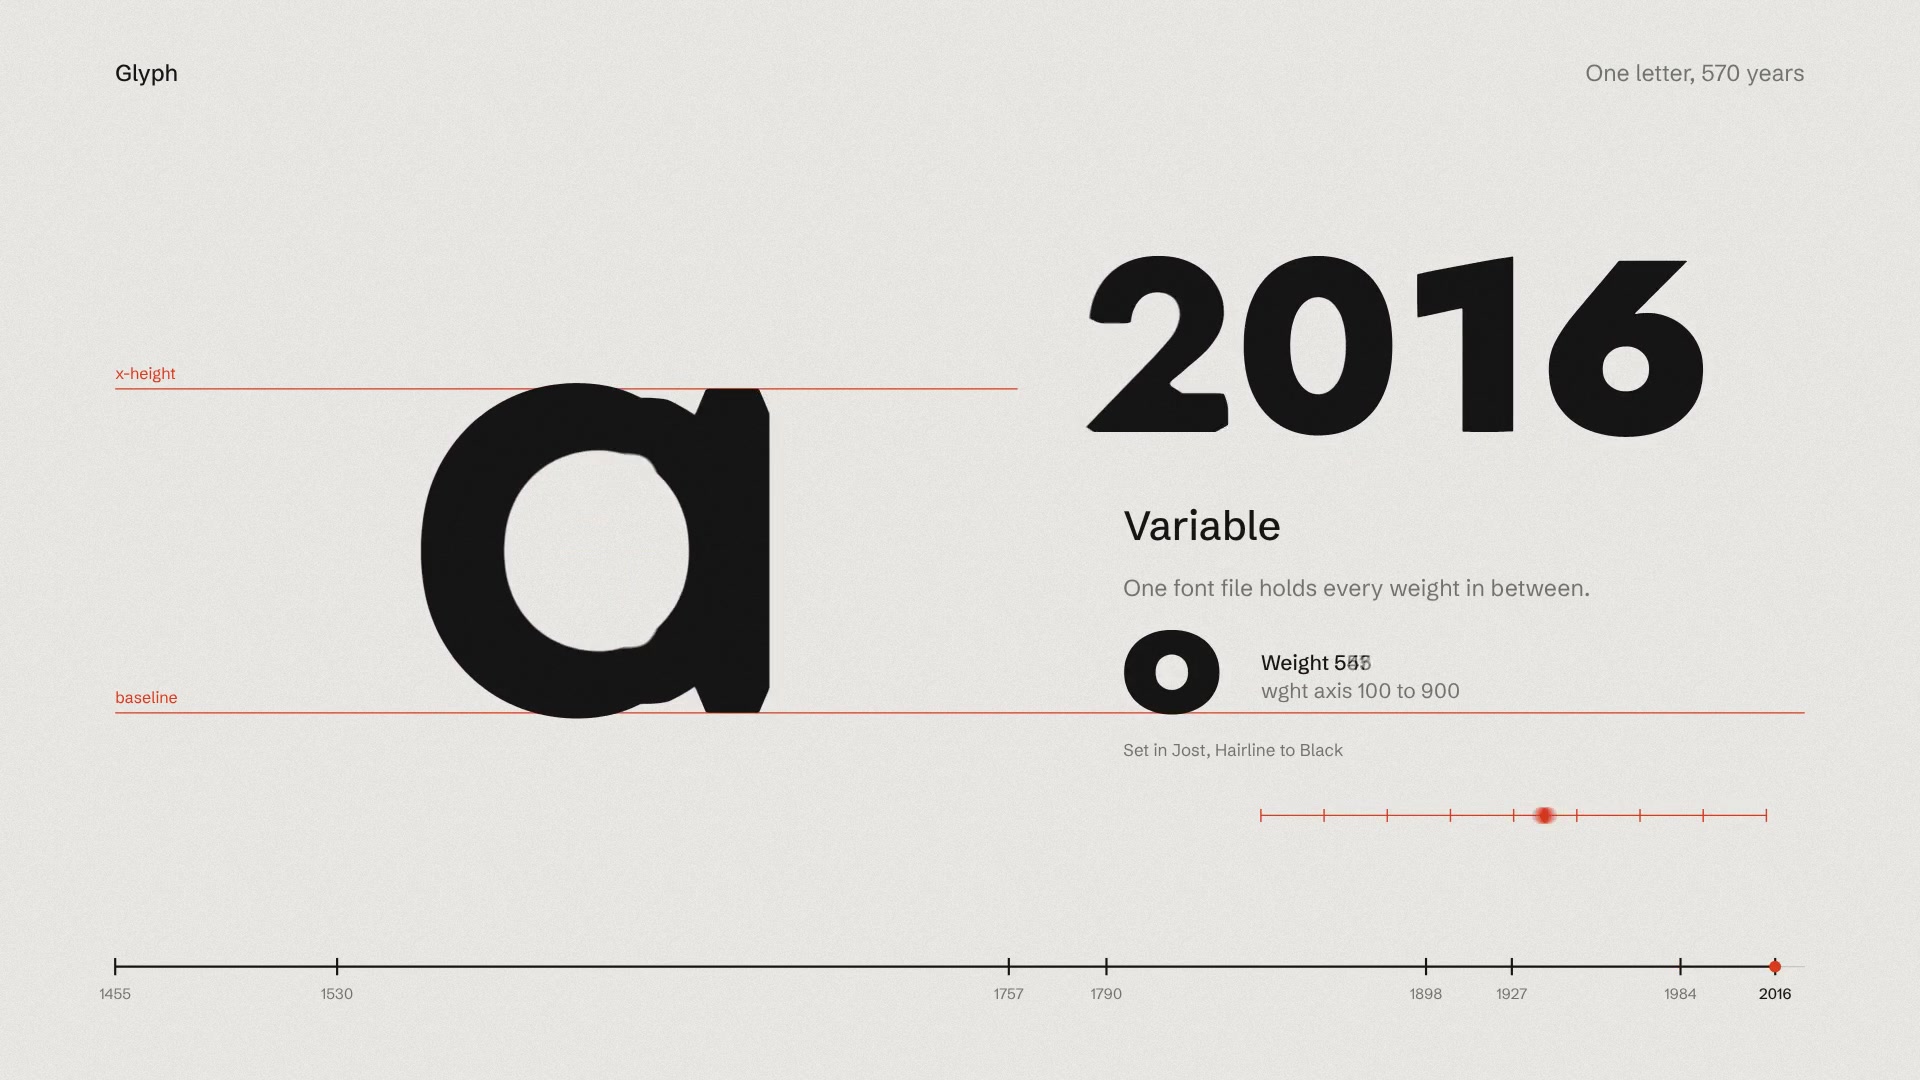 Glyph
One letter, 570 years
2016
x-height
a
Variable
One font file holds every weight in between.
o
Weight
wght axis 100 to 900
baseline
Set in Jost, Hairline to Black
1455 1530 1757 1790 1898 1927 1984 2016